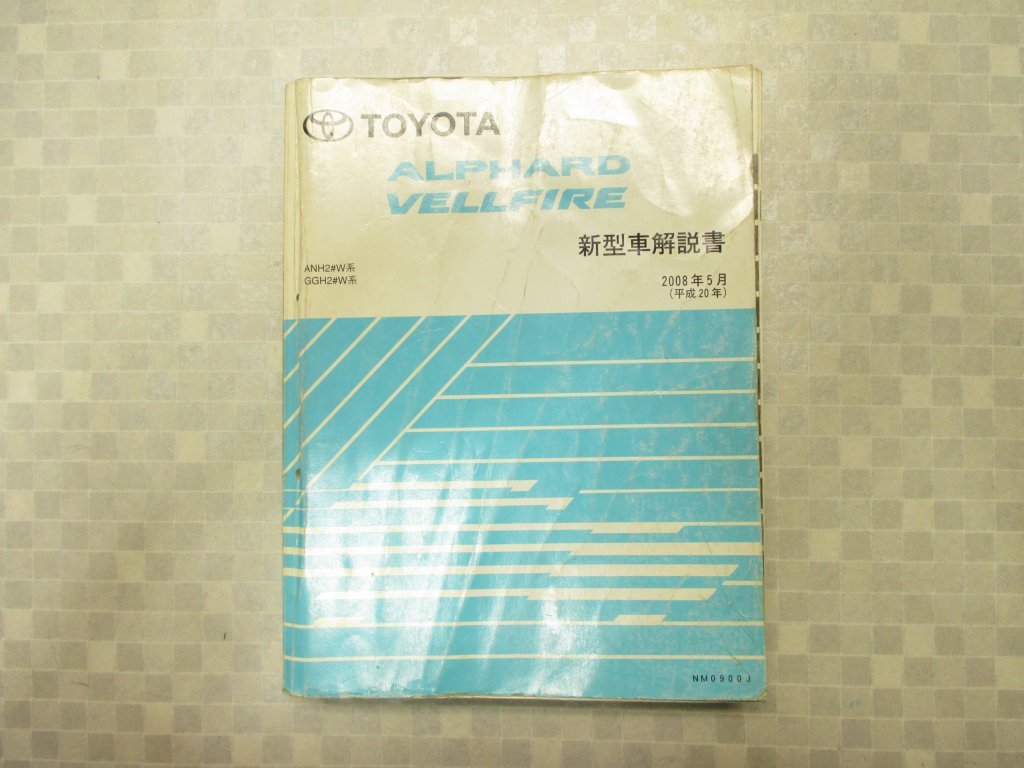 TOYOTA
ALPHARD
VELLFIRE
新型車解説書
ANH2#W系
GGH2#W系
2008年5月
(平成20年)
NM0900J